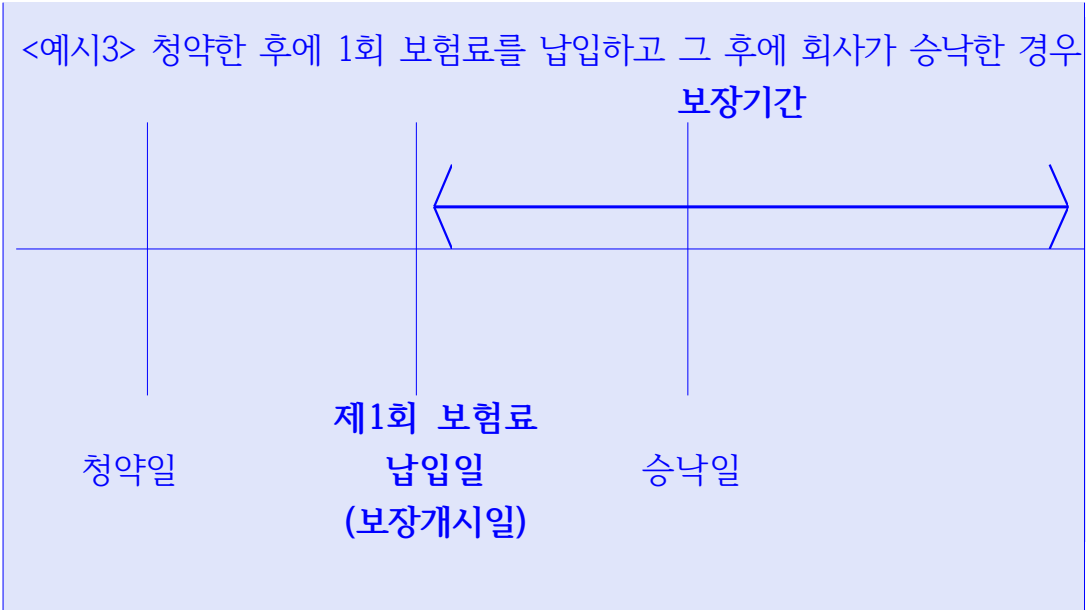 <예시3> 청약한 후에 1회 보험료를 납입하고 그 후에 회사가 승낙한 경우
보장기간
제1회 보험료
청약일 납입일 승낙일
(보장개시일)